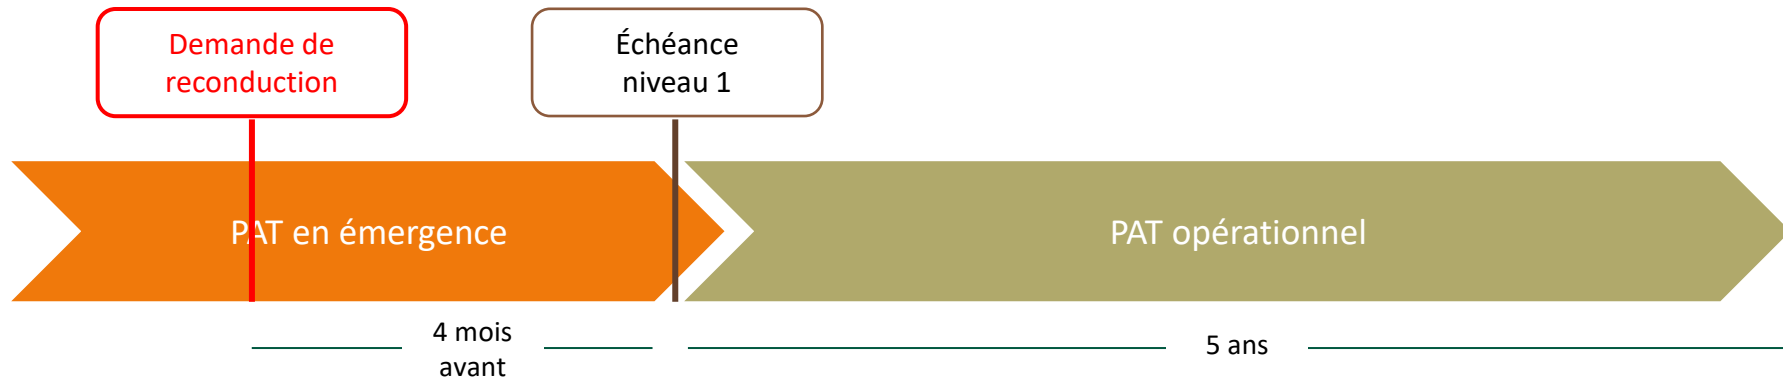 Demande de
reconduction
Échéance
niveau 1
PAT en émergence
PAT opérationnel
4 mois
avant
5 ans